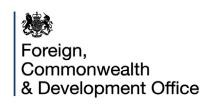 Foreign,
Commonwealth
& Development Office